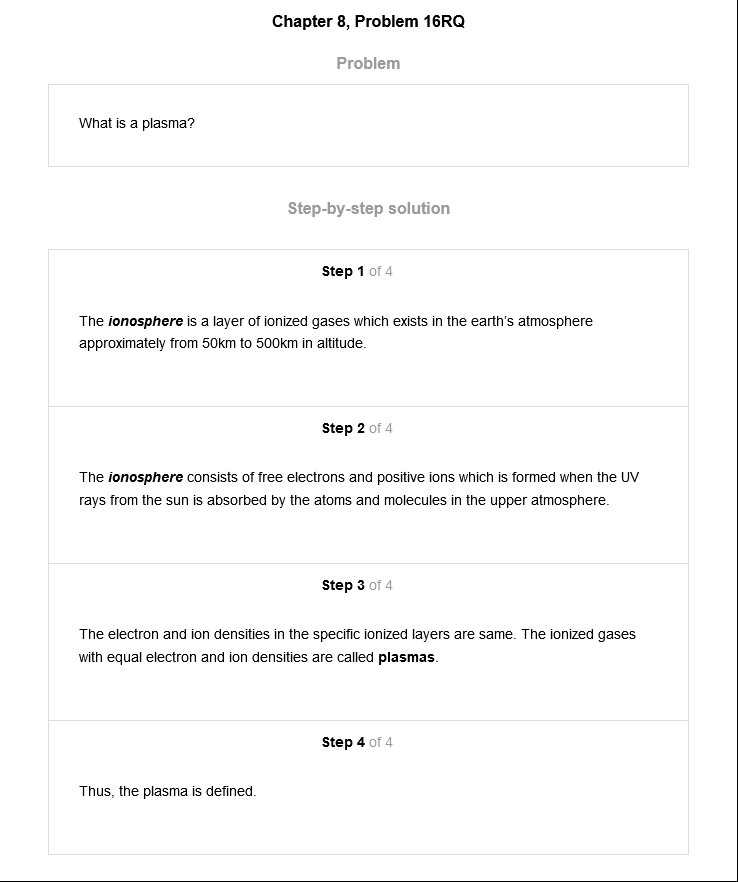 Chapter 8, Problem 16RQ
Problem
What is a plasma?
Step-by-step solution
Step 1 of 4
The ionosphere is a layer of ionized gases which exists in the earth's atmosphere
approximately from 50km to 500km in altitude.
Step 2 of 4
The ionosphere consists of free electrons and positive ions which is formed when the UV
rays from the sun is absorbed by the atoms and molecules in the upper atmosphere.
Step 3 of 4
The electron and ion densities in the specific ionized layers are same. The ionized gases
with equal electron and ion densities are called plasmas.
Step 4 of 4
Thus, the plasma is defined.